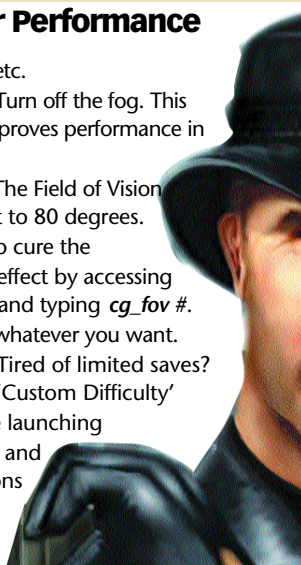 r Performance
etc.
Turn off the fog. This
proves performance in
The Field of Vision
t to 80 degrees.
o cure the
effect by accessing
and typing cg_fov #.
whatever you want.
Tired of limited saves?
'Custom Difficulty'
e launching
and
ons